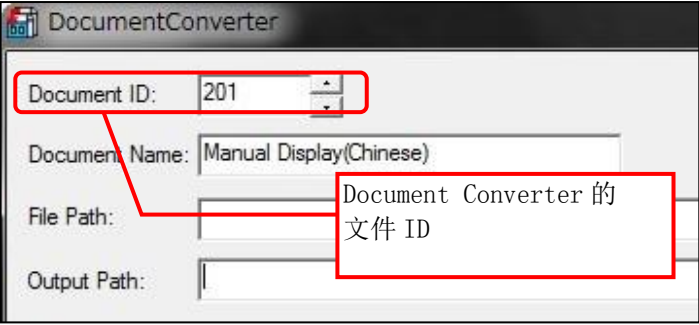 DocumentConverter
Document ID: 201
Document Name: Manual Display(Chinese)
Document Converter 的
文件 ID
File Path:
Output Path: